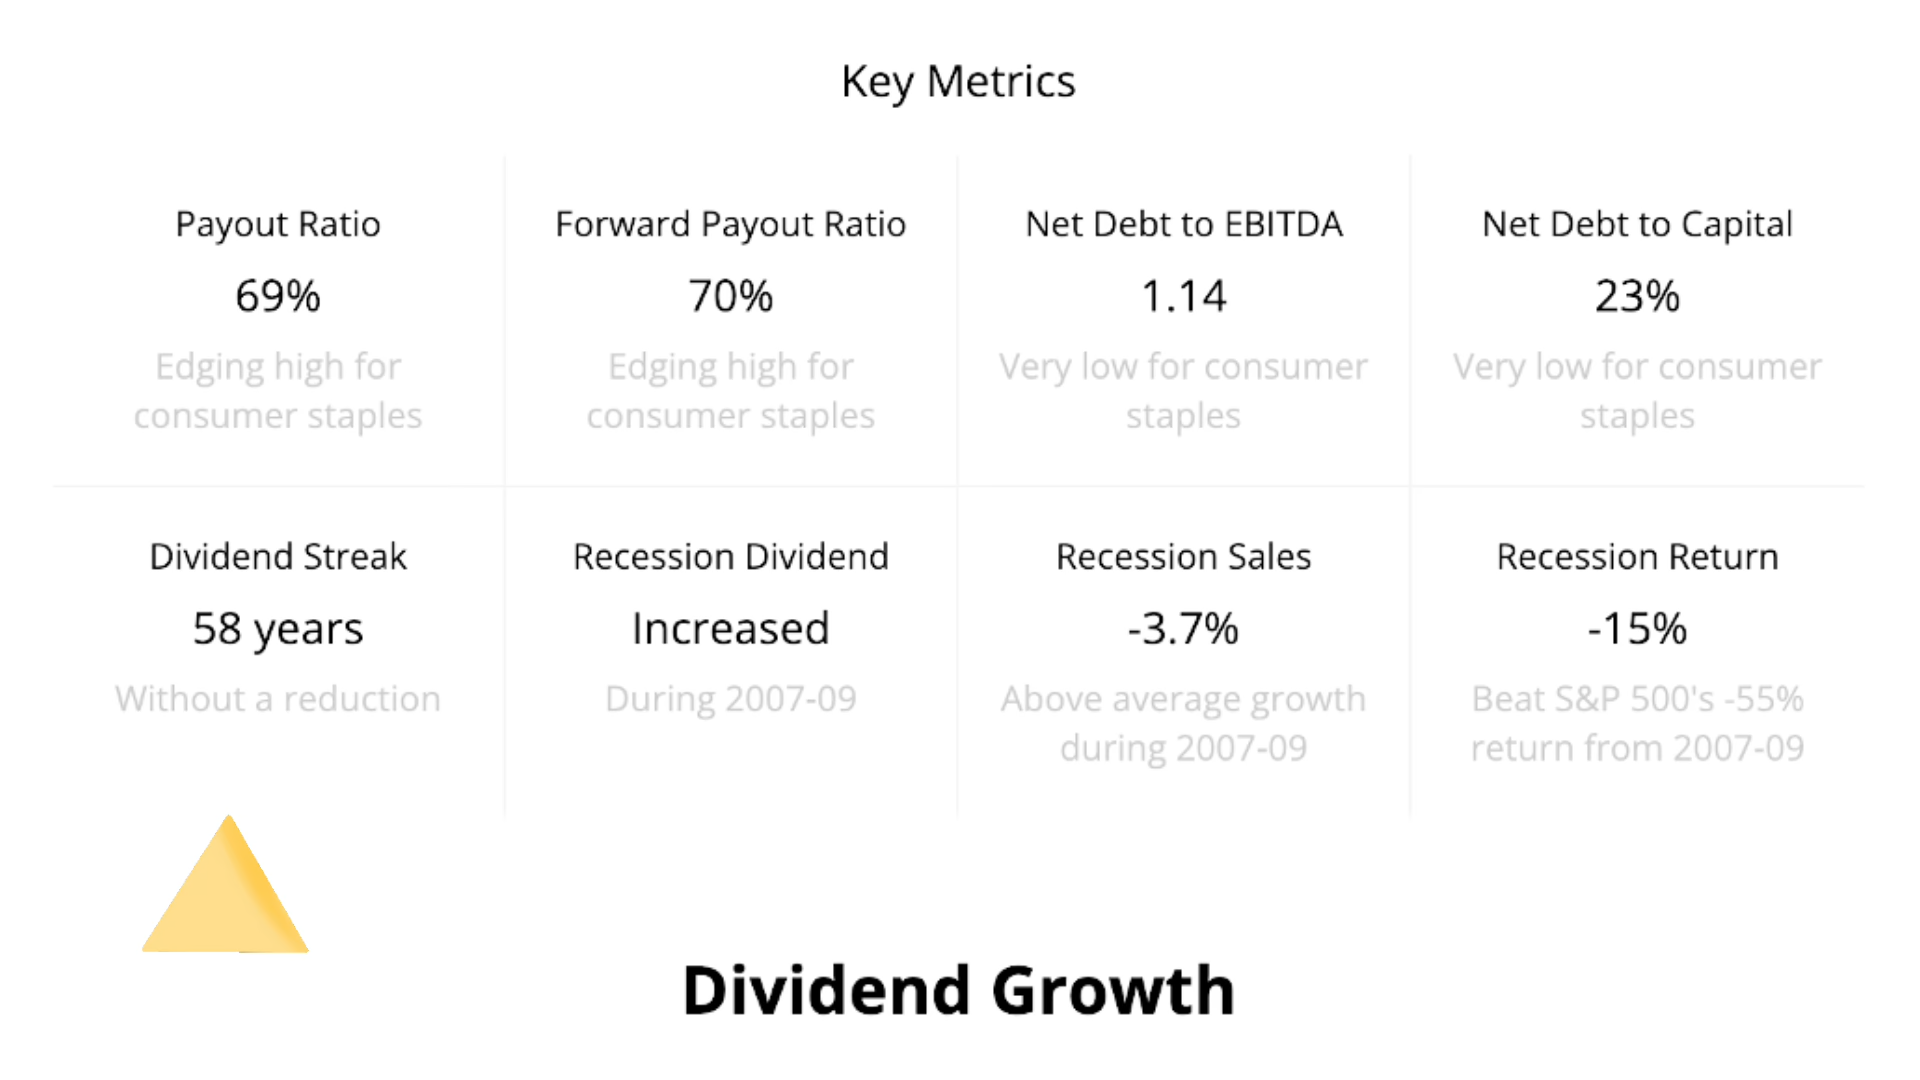 Key Metrics
Payout Ratio
69%
Edging high for
consumer staples
Forward Payout Ratio
70%
Edging high for
consumer staples
Net Debt to EBITDA
1.14
Very low for consumer
staples
Net Debt to Capital
23%
Very low for consumer
staples
Dividend Streak
58 years
Without a reduction
Recession Dividend
Increased
During 2007-09
Recession Sales
-3.7%
Above average growth
during 2007-09
Recession Return
-15%
Beat S&P 500's -55%
return from 2007-09
Dividend Growth